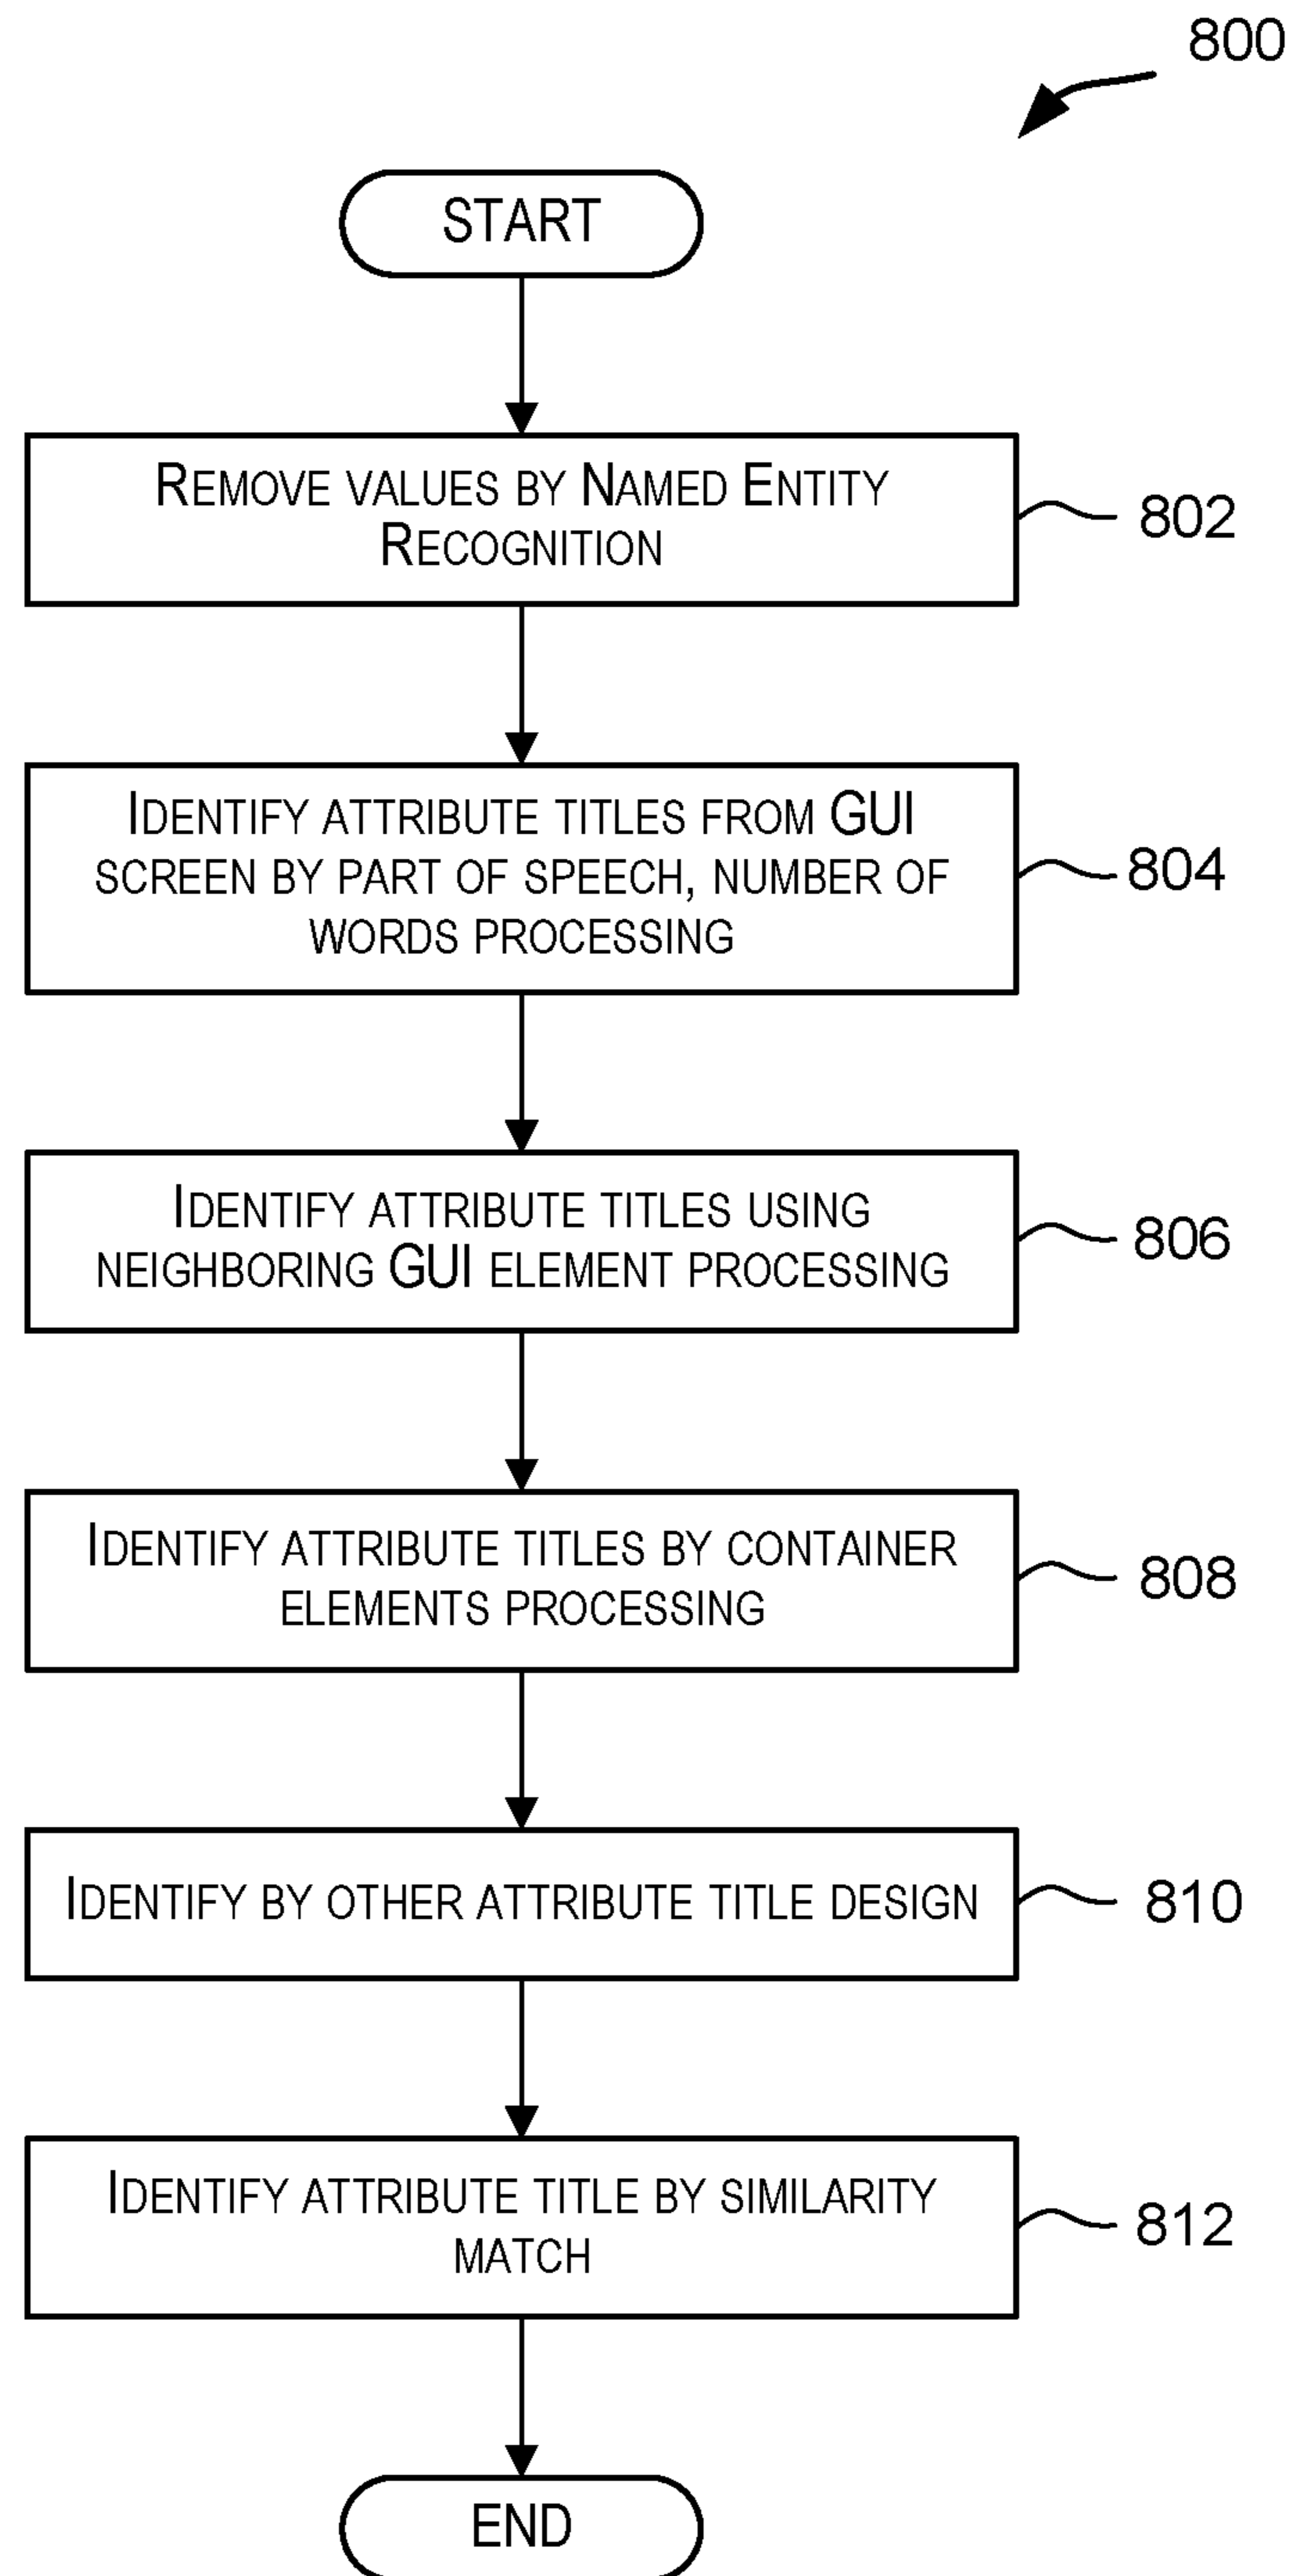 800
START
REMOVE VALUES BY NAMED ENTITY
RECOGNITION
802
IDENTIFY ATTRIBUTE TITLES FROM GUI
SCREEN BY PART OF SPEECH, NUMBER OF
WORDS PROCESSING
804
IDENTIFY ATTRIBUTE TITLES USING
NEIGHBORING GUI ELEMENT PROCESSING
806
IDENTIFY ATTRIBUTE TITLES BY CONTAINER
ELEMENTS PROCESSING
808
IDENTIFY BY OTHER ATTRIBUTE TITLE DESIGN
810
IDENTIFY ATTRIBUTE TITLE BY SIMILARITY
MATCH
812
END